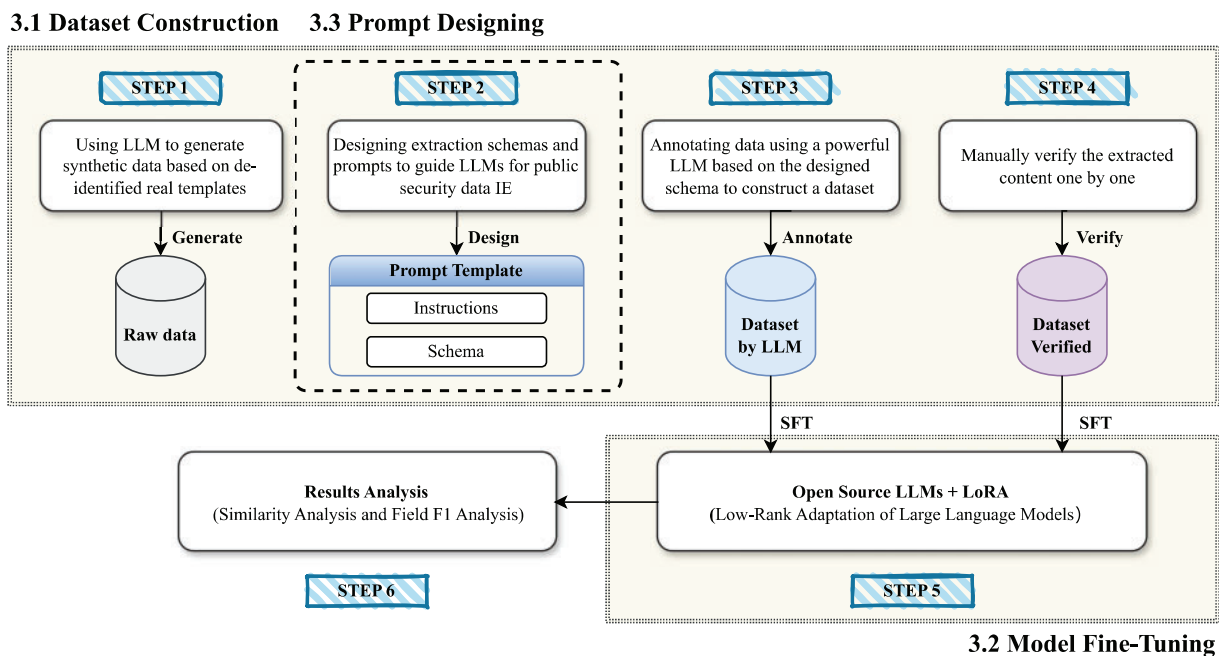 3.1 Dataset Construction
3.3 Prompt Designing
STEP 1
Using LLM to generate
synthetic data based on de-
identified real templates
Generate
Raw data
STEP 2
Designing extraction schemas and
prompts to guide LLMs for public
security data IE
Design
Prompt Template
Instructions
Schema
STEP 3
Annotating data using a powerful
LLM based on the designed
schema to construct a dataset
Annotate
Dataset
by LLM
SFT
STEP 4
Manually verify the extracted
content one by one
Verify
Dataset
Verified
SFT
Open Source LLMs + LoRA
(Low-Rank Adaptation of Large Language Models)
STEP 5
3.2 Model Fine-Tuning
Results Analysis
(Similarity Analysis and Field F1 Analysis)
STEP 6